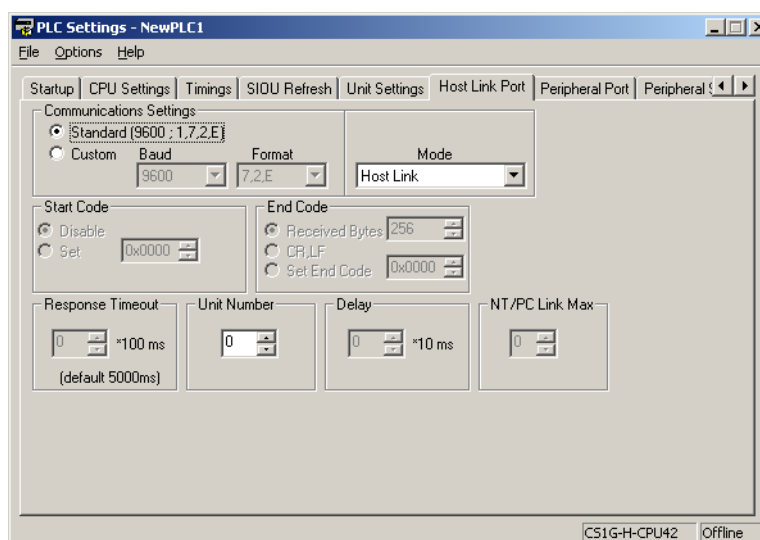 PLC Settings - NewPLC1
File Options Help
Startup CPU Settings Timings SIOU Refresh Unit Settings Host Link Port Peripheral Port Peripheral
Communications Settings
Standard (9600 ; 1,7,2,E)
Custom Baud Format Mode
9600 7,2,E Host Link
Start Code End Code
Disable Received Bytes 256
Set 0x0000 CR,LF
Set End Code 0x0000
Response Timeout Unit Number Delay NT/PC Link Max
0 *100 ms 0 0 *10 ms 0
(default 5000ms)
CS1G-H-CPU42 Offline